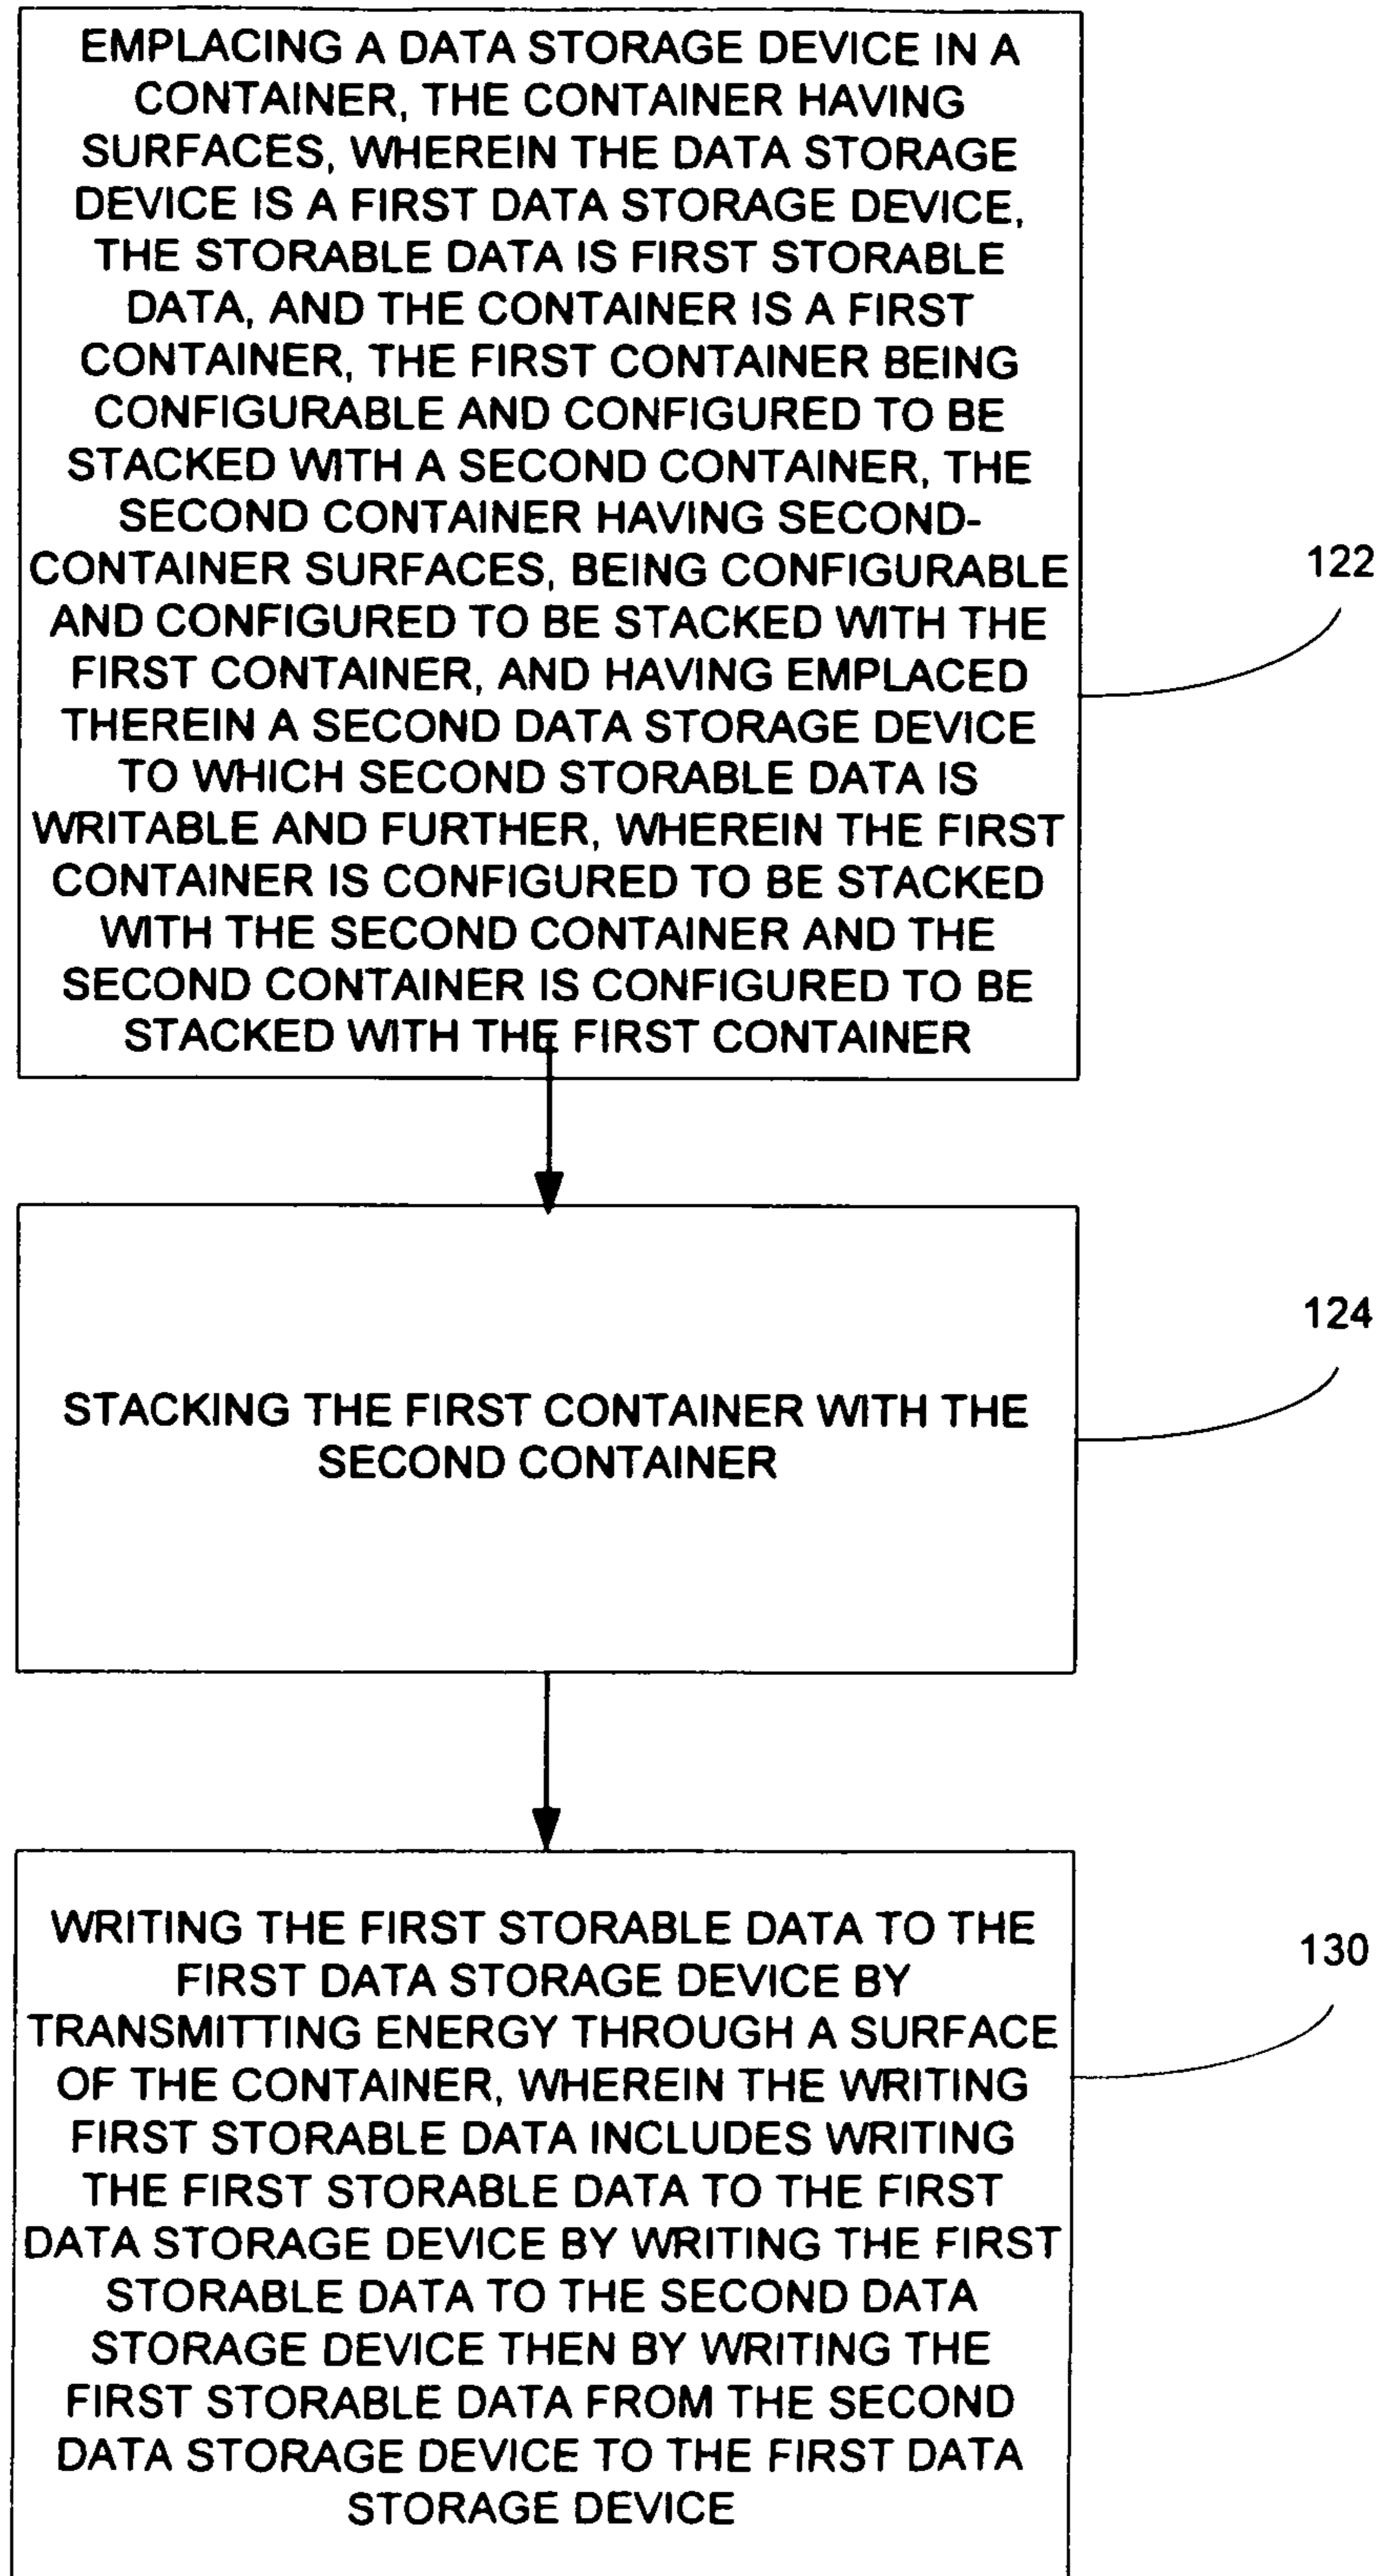 EMPLACING A DATA STORAGE DEVICE IN A
CONTAINER, THE CONTAINER HAVING
SURFACES, WHEREIN THE DATA STORAGE
DEVICE IS A FIRST DATA STORAGE DEVICE,
THE STORABLE DATA IS FIRST STORABLE
DATA, AND THE CONTAINER IS A FIRST
CONTAINER, THE FIRST CONTAINER BEING
CONFIGURABLE AND CONFIGURED TO BE
STACKED WITH A SECOND CONTAINER, THE
SECOND CONTAINER HAVING SECOND-
CONTAINER SURFACES, BEING CONFIGURABLE
AND CONFIGURED TO BE STACKED WITH THE
FIRST CONTAINER, AND HAVING EMPLACED
THEREIN A SECOND DATA STORAGE DEVICE
TO WHICH SECOND STORABLE DATA IS
WRITABLE AND FURTHER, WHEREIN THE FIRST
CONTAINER IS CONFIGURED TO BE STACKED
WITH THE SECOND CONTAINER AND THE
SECOND CONTAINER IS CONFIGURED TO BE
STACKED WITH THE FIRST CONTAINER
122
STACKING THE FIRST CONTAINER WITH THE
SECOND CONTAINER
124
WRITING THE FIRST STORABLE DATA TO THE
FIRST DATA STORAGE DEVICE BY
TRANSMITTING ENERGY THROUGH A SURFACE
OF THE CONTAINER, WHEREIN THE WRITING
FIRST STORABLE DATA INCLUDES WRITING
THE FIRST STORABLE DATA TO THE FIRST
DATA STORAGE DEVICE BY WRITING THE FIRST
STORABLE DATA TO THE SECOND DATA
STORAGE DEVICE THEN BY WRITING THE
FIRST STORABLE DATA FROM THE SECOND
DATA STORAGE DEVICE TO THE FIRST DATA
STORAGE DEVICE
130